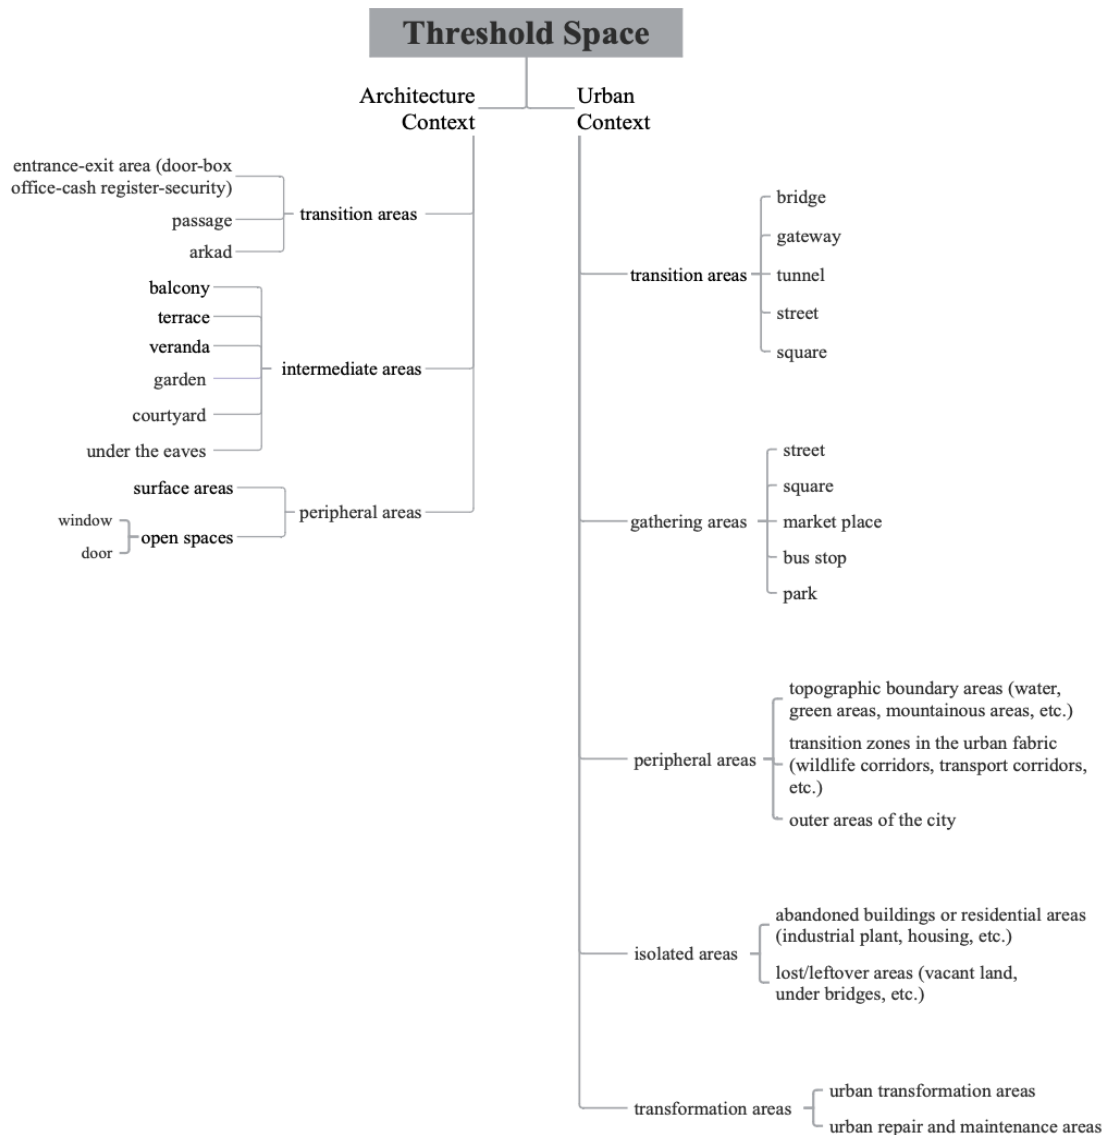 Threshold Space
Architecture
Context
entrance-exit area (door-box
office-cash register-security)
passage
arkad
transition areas
balcony
terrace
veranda
garden
courtyard
under the eaves
intermediate areas
surface areas
window
door
open spaces
peripheral areas
Urban
Context
transition areas
bridge
gateway
tunnel
street
square
gathering areas
street
square
market place
bus stop
park
peripheral areas
topographic boundary areas (water,
green areas, mountainous areas, etc.)
transition zones in the urban fabric
(wildlife corridors, transport corridors,
etc.)
outer areas of the city
isolated areas
abandoned buildings or residential areas
(industrial plant, housing, etc.)
lost/leftover areas (vacant land,
under bridges, etc.)
transformation areas
urban transformation areas
urban repair and maintenance areas